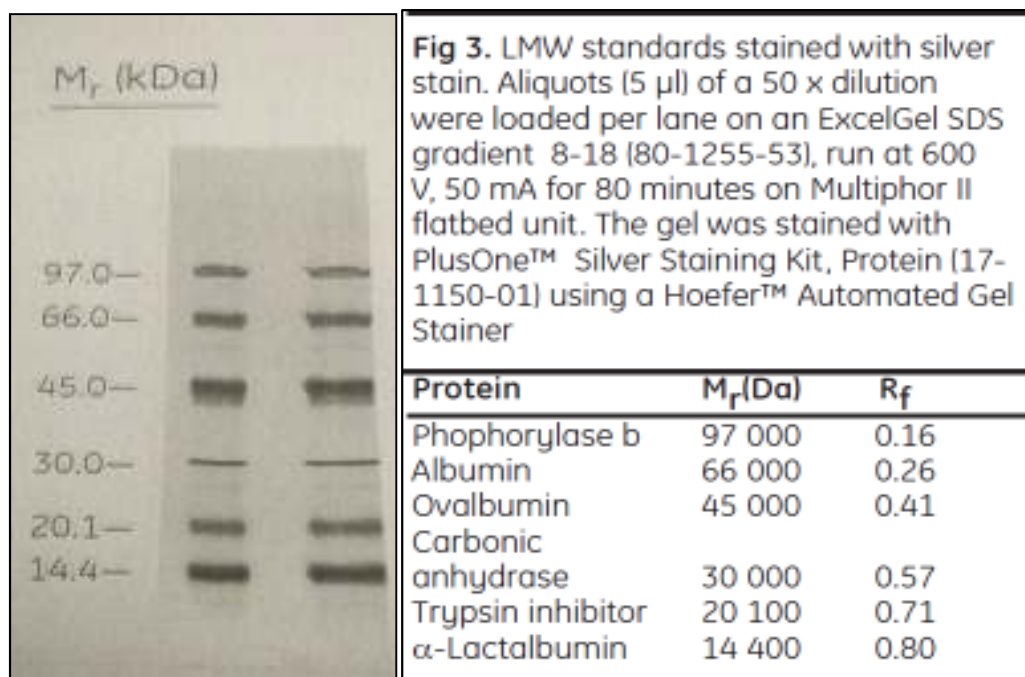 Mr (kDa)
97.0—
66.0—
45.0—
30.0—
20.1—
14.4—
Fig 3. LMW standards stained with silver
stain. Aliquots (5 µl) of a 50 x dilution
were loaded per lane on an ExcelGel SDS
gradient 8-18 (80-1255-53), run at 600
V, 50 mA for 80 minutes on Multiphor II
flatbed unit. The gel was stained with
PlusOne™ Silver Staining Kit, Protein (17-
1150-01) using a Hoefer™ Automated Gel
Stainer
Protein Mr(Da) Rf
Phophorylase b 97 000 0.16
Albumin 66 000 0.26
Ovalbumin 45 000 0.41
Carbonic
anhydrase 30 000 0.57
Trypsin inhibitor 20 100 0.71
α-Lactalbumin 14 400 0.80